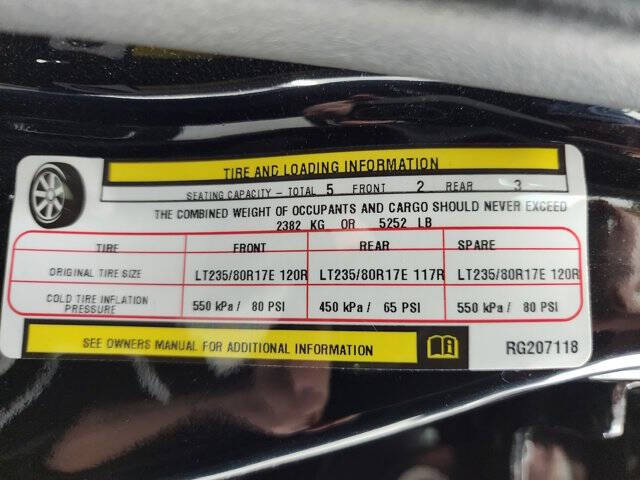 TIRE AND LOADING INFORMATION
SEATING CAPACITY - TOTAL 5 FRONT 2 REAR 3
THE COMBINED WEIGHT OF OCCUPANTS AND CARGO SHOULD NEVER EXCEED
2382 KG OR 5252 LB
TIRE FRONT REAR SPARE
ORIGINAL TIRE SIZE LT235/80R17E 120R LT235/80R17E 117R LT235/80R17E 120R
COLD TIRE INFLATION
PRESSURE 550 kPa / 80 PSI 450 kPa / 65 PSI 550 kPa / 80 PSI
SEE OWNERS MANUAL FOR ADDITIONAL INFORMATION RG207118